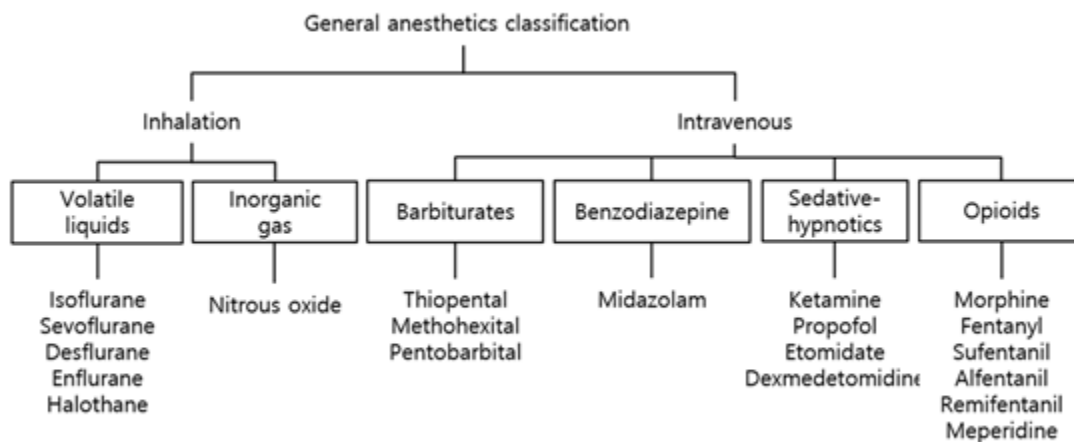 General anesthetics classification
Inhalation
Intravenous
Volatile
liquids
Inorganic
gas
Barbiturates
Benzodiazepine
Sedative-
hypnotics
Opioids
Isoflurane
Sevoflurane
Desflurane
Enflurane
Halothane
Nitrous oxide
Thiopental
Methohexital
Pentobarbital
Midazolam
Ketamine
Propofol
Etomidate
Dexmedetomidine
Morphine
Fentanyl
Sufentanil
Alfentanil
Remifentanil
Meperidine